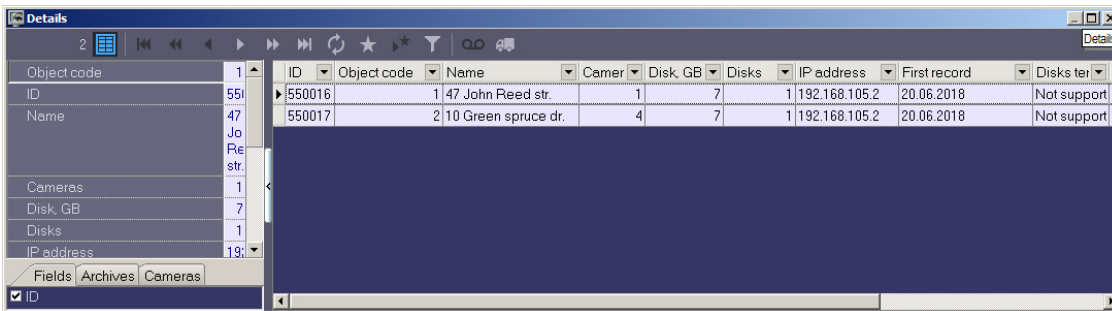 Details
2
Details
Object code 1
ID 550
Name 47 Jo Re str.
Cameras 1
Disk, GB 7
Disks 1
IP address 192
Fields Archives Cameras
ID
ID Object code Name Camer Disk, GB Disks IP address First record Disks ter
550016 1 47 John Reed str. 1 7 1 192.168.105.2 20.06.2018 Not support
550017 2 10 Green spruce dr. 4 7 1 192.168.105.2 20.06.2018 Not support